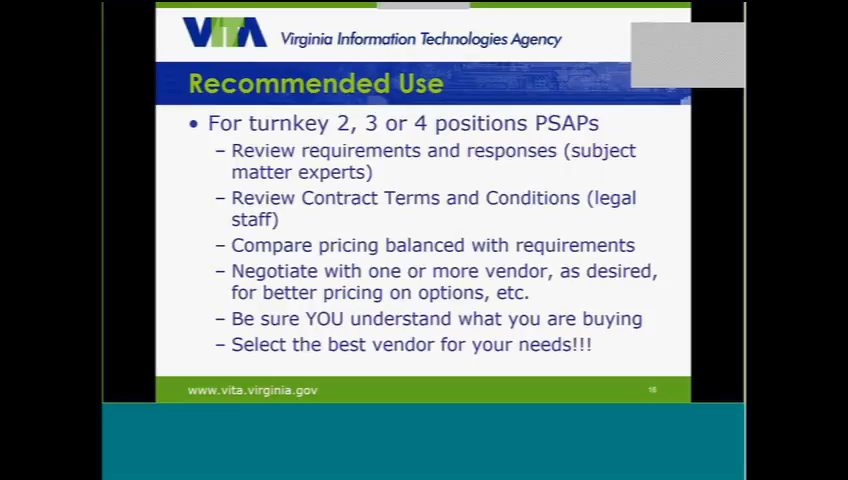 VITA Virginia Information Technologies Agency
Recommended Use
• For turnkey 2, 3 or 4 positions PSAPs
– Review requirements and responses (subject
matter experts)
– Review Contract Terms and Conditions (legal
staff)
– Compare pricing balanced with requirements
– Negotiate with one or more vendor, as desired,
for better pricing on options, etc.
– Be sure YOU understand what you are buying
– Select the best vendor for your needs!!!
www.vita.virginia.gov